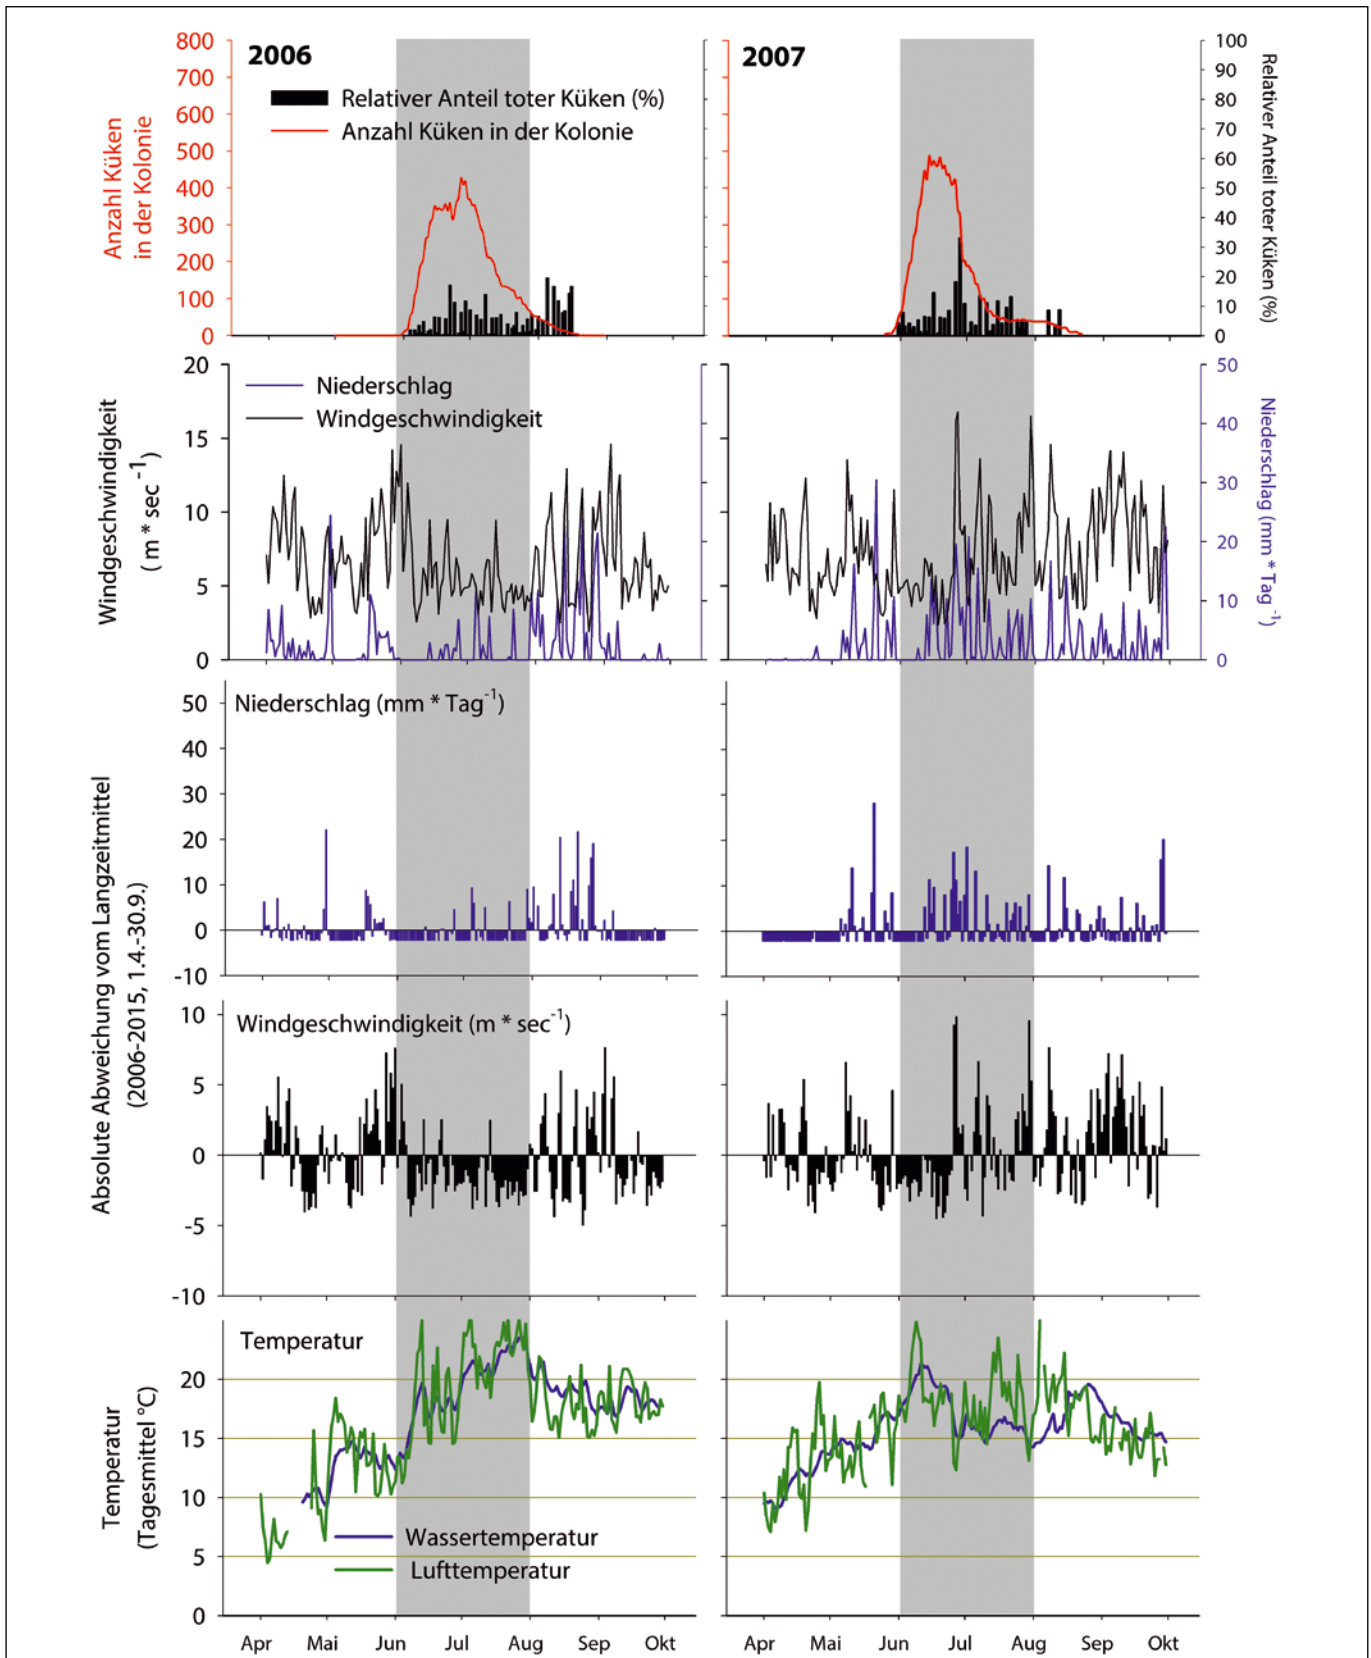 2006
Relativer Anteil toter Küken (%)
Anzahl Küken in der Kolonie
Anzahl Küken
in der Kolonie
800
700
600
500
400
300
200
100
0
2007
100
90
80
70
60
50
40
30
20
10
0
Relativer Anteil toter Küken (%)
Niederschlag
Windgeschwindigkeit
Windgeschwindigkeit
( m * sec -1 )
20
15
10
5
0
50
40
30
20
10
0
Niederschlag (mm * Tag -1)
Niederschlag (mm * Tag-1)
50
40
30
20
10
0
-10
Absolute Abweichung vom Langzeitmittel
(2006-2015, 1.4.-30.9.)
Windgeschwindigkeit (m * sec-1)
10
5
0
-5
-10
Temperatur
Temperatur
(Tagesmittel °C)
20
15
10
5
0
Wassertemperatur
Lufttemperatur
Apr Mai Jun Jul Aug Sep Okt
Apr Mai Jun Jul Aug Sep Okt